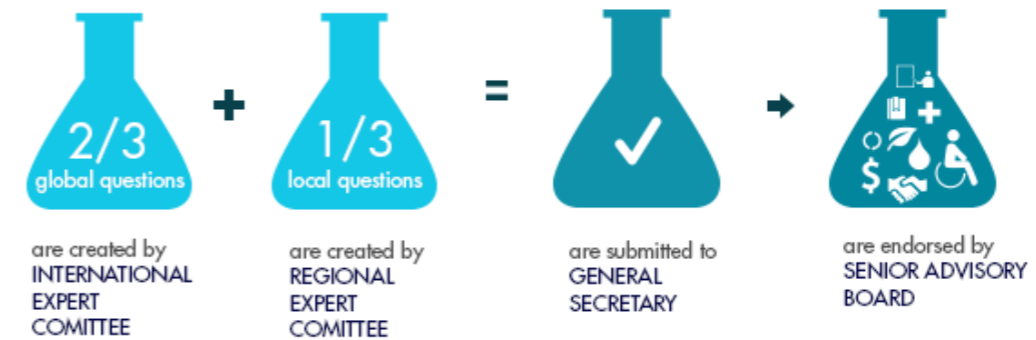 2/3
global questions
are created by
INTERNATIONAL
EXPERT
COMITTEE
+
1/3
local questions
are created by
REGIONAL
EXPERT
COMITTEE
=
are submitted to
GENERAL
SECRETARY
$
are endorsed by
SENIOR ADVISORY
BOARD